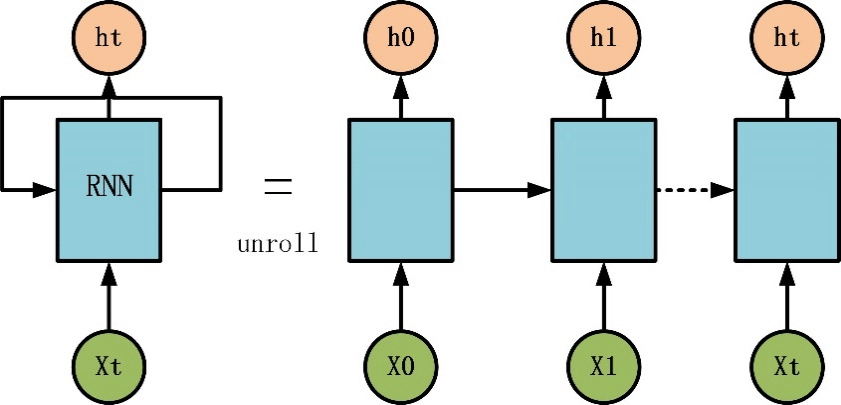 ht h0 h1 ht
RNN
=
unroll
Xt X0 X1 Xt